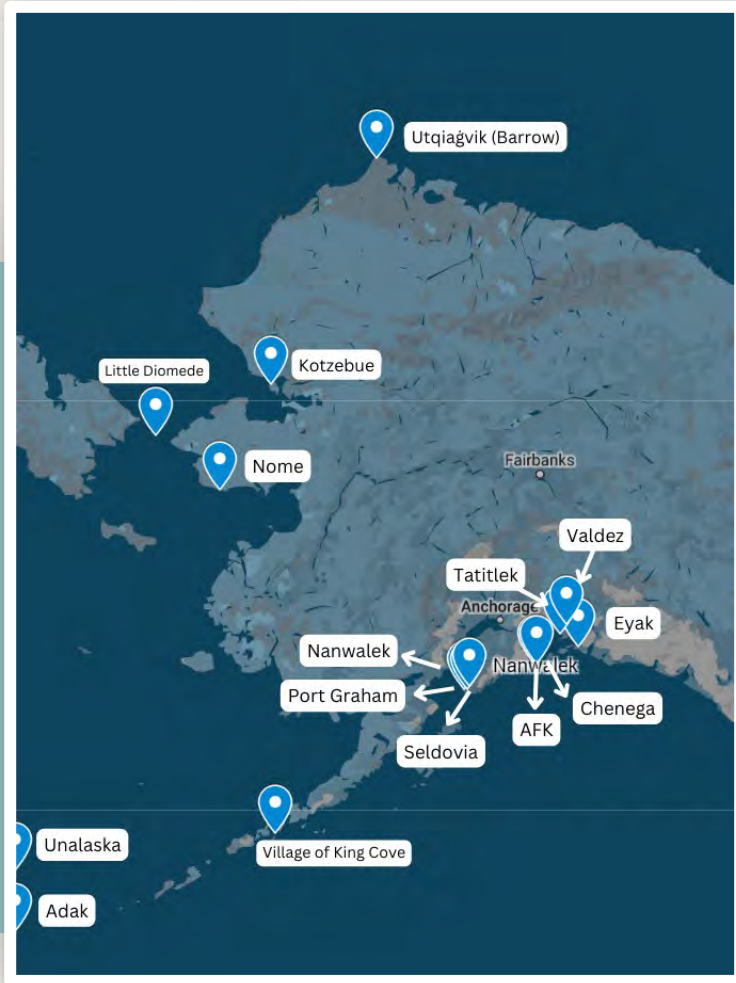 Utqiaġvik (Barrow)
Kotzebue
Little Diomede
Nome
Fairbanks
Valdez
Tatitlek
Anchorage
Eyak
Nanwalek
Nanwalek
Port Graham
Chenega
AFK
Seldovia
Unalaska
Village of King Cove
Adak